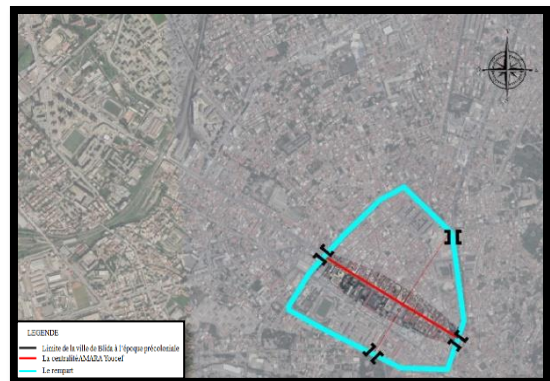 LEGENDE
Limite de la ville de Blida à l'époque précoloniale
La centralitéAMARA Youcef
Le rempart